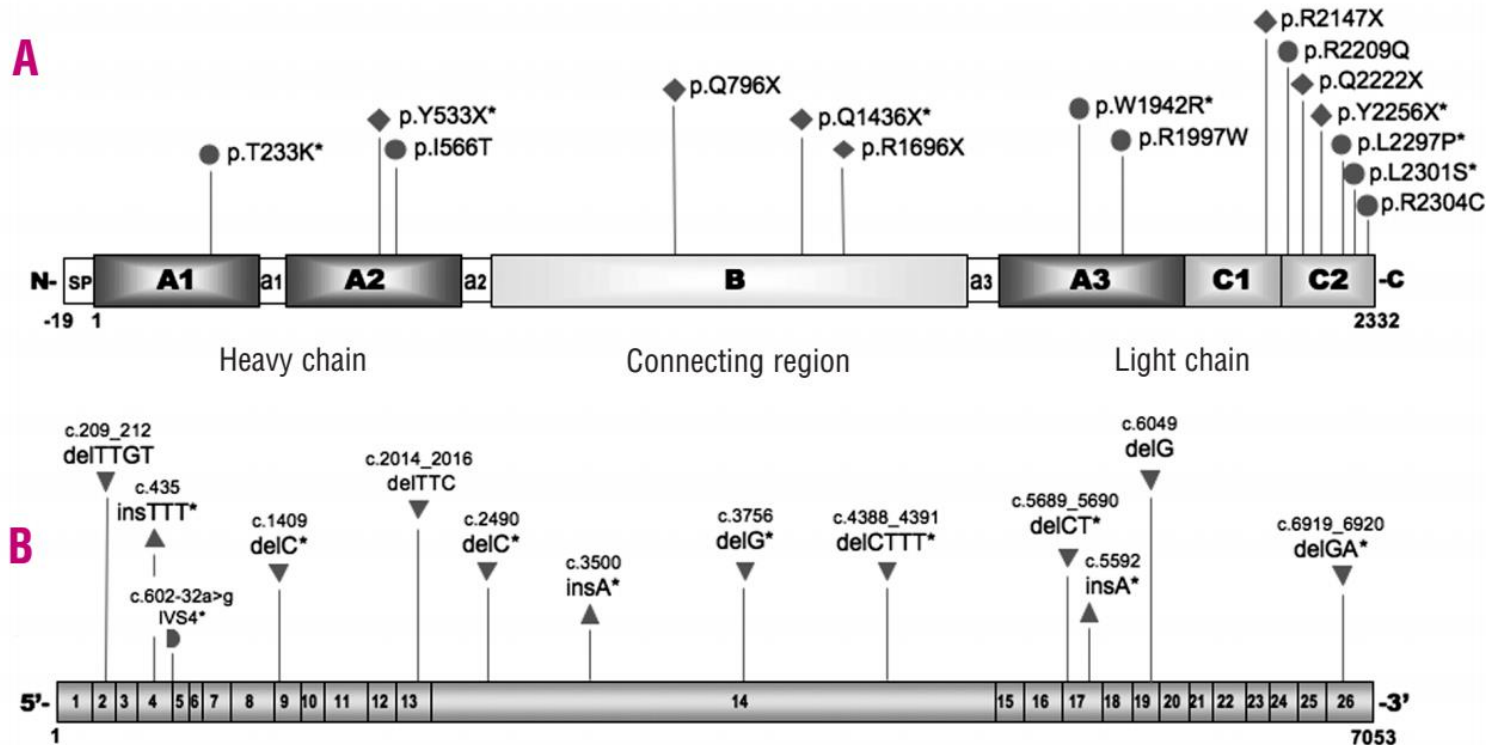 A
p.R2147X
p.R2209Q
p.Q2222X
p.Y2256X*
p.L2297P*
p.L2301S*
p.R2304C
p.Q796X
p.Y533X*
p.I566T
p.T233K*
p.Q1436X*
p.R1696X
p.W1942R*
p.R1997W
N- SP A1 a1 A2 a2 B a3 A3 C1 C2 -C
-19 1 2332
Heavy chain Connecting region Light chain
B
c.209_212
delTTGT
c.435
insTTT*
c.602-32a>g
IVS4*
c.1409
delC*
c.2014_2016
delTTC
c.2490
delC*
c.3500
insA*
c.3756
delG*
c.4388_4391
delCTTT*
c.5689_5690
delCT*
c.5592
insA*
c.6049
delG
c.6919_6920
delGA*
5'- 1 2 3 4 5 6 7 8 9 10 11 12 13 14 15 16 17 18 19 20 21 22 23 24 25 26 -3'
1 7053